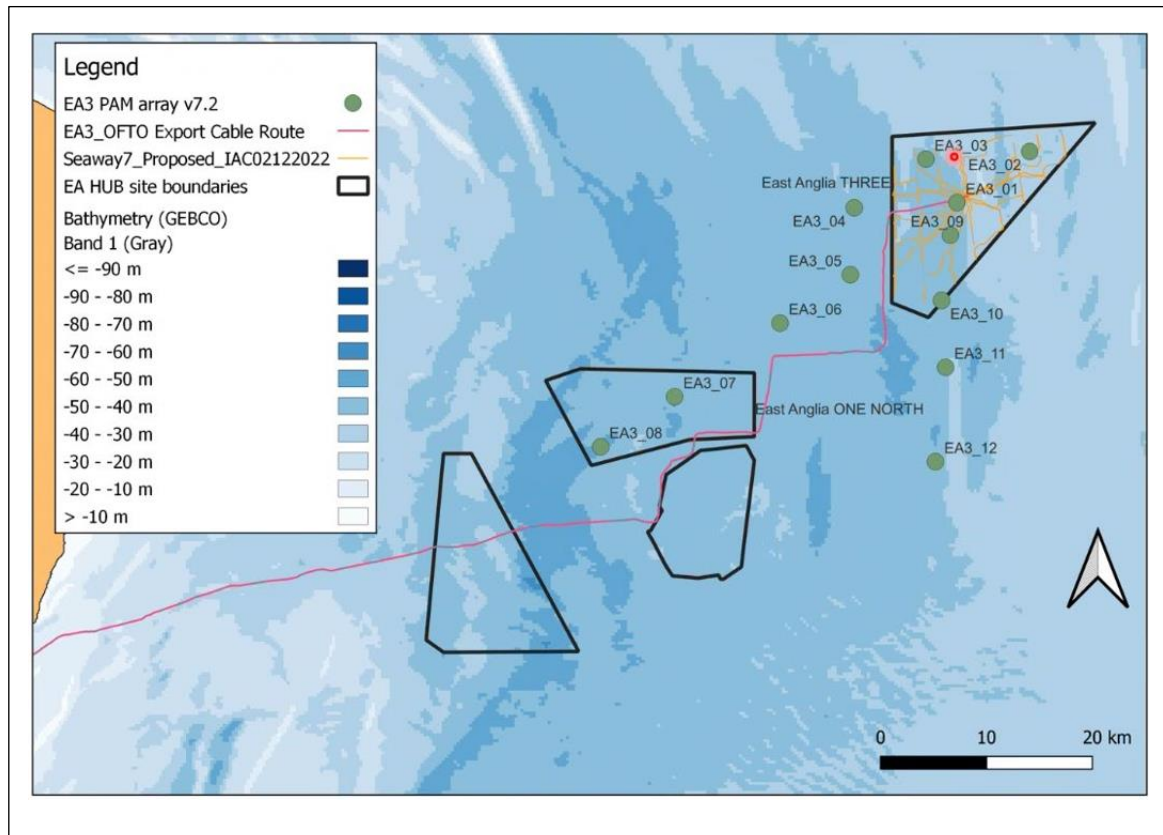 Legend
EA3 PAM array v7.2
EA3_OFTO Export Cable Route
Seaway7_Proposed_IAC02122022
EA HUB site boundaries
Bathymetry (GEBCO)
Band 1 (Gray)
<= -90 m
-90 - -80 m
-80 - -70 m
-70 - -60 m
-60 - -50 m
-50 - -40 m
-40 - -30 m
-30 - -20 m
-20 - -10 m
> -10 m
EA3_03
EA3_02
East Anglia THREE
EA3_01
EA3_04
EA3_09
EA3_05
EA3_10
EA3_06
EA3_11
EA3_07
East Anglia ONE NORTH
EA3_08
EA3_12
0 10 20 km